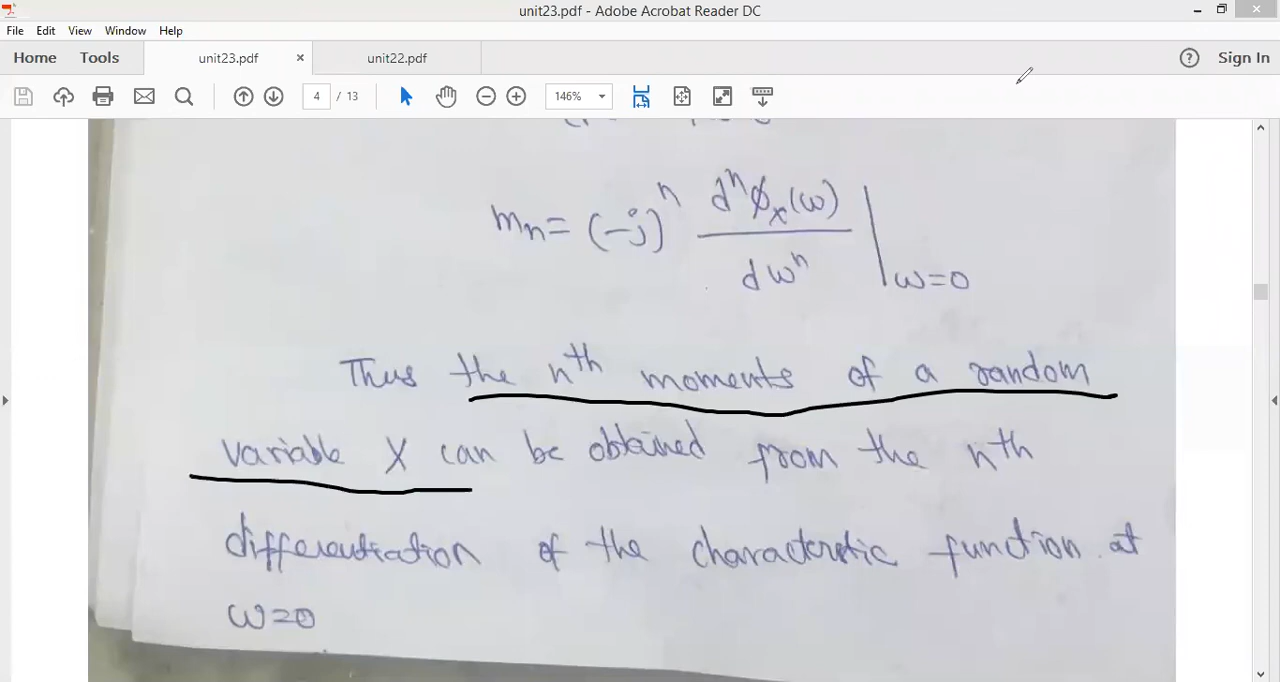 unit23.pdf - Adobe Acrobat Reader DC
File Edit View Window Help
Home Tools unit23.pdf × unit22.pdf Sign In
4 / 13 146%
mn = (-j)^n d^n ϕx(ω) / dω^n | ω=0
Thus the nth moments of a random
variable X can be obtained from the nth
differentiation of the characteristic function at
ω=0